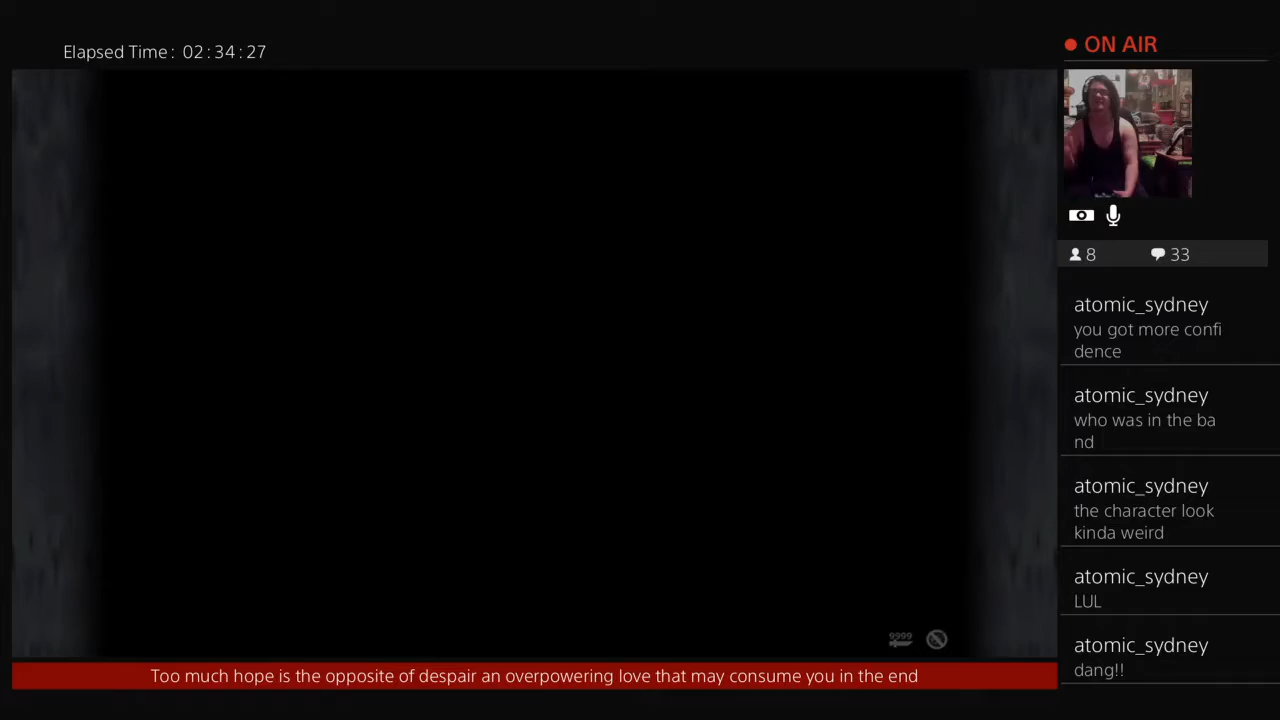 Elapsed Time: 02:34:27
ON AIR
8 33
atomic_sydney
you got more confi
dence
atomic_sydney
who was in the ba
nd
atomic_sydney
the character look
kinda weird
atomic_sydney
LUL
atomic_sydney
dang!!
9999
Too much hope is the opposite of despair an overpowering love that may consume you in the end